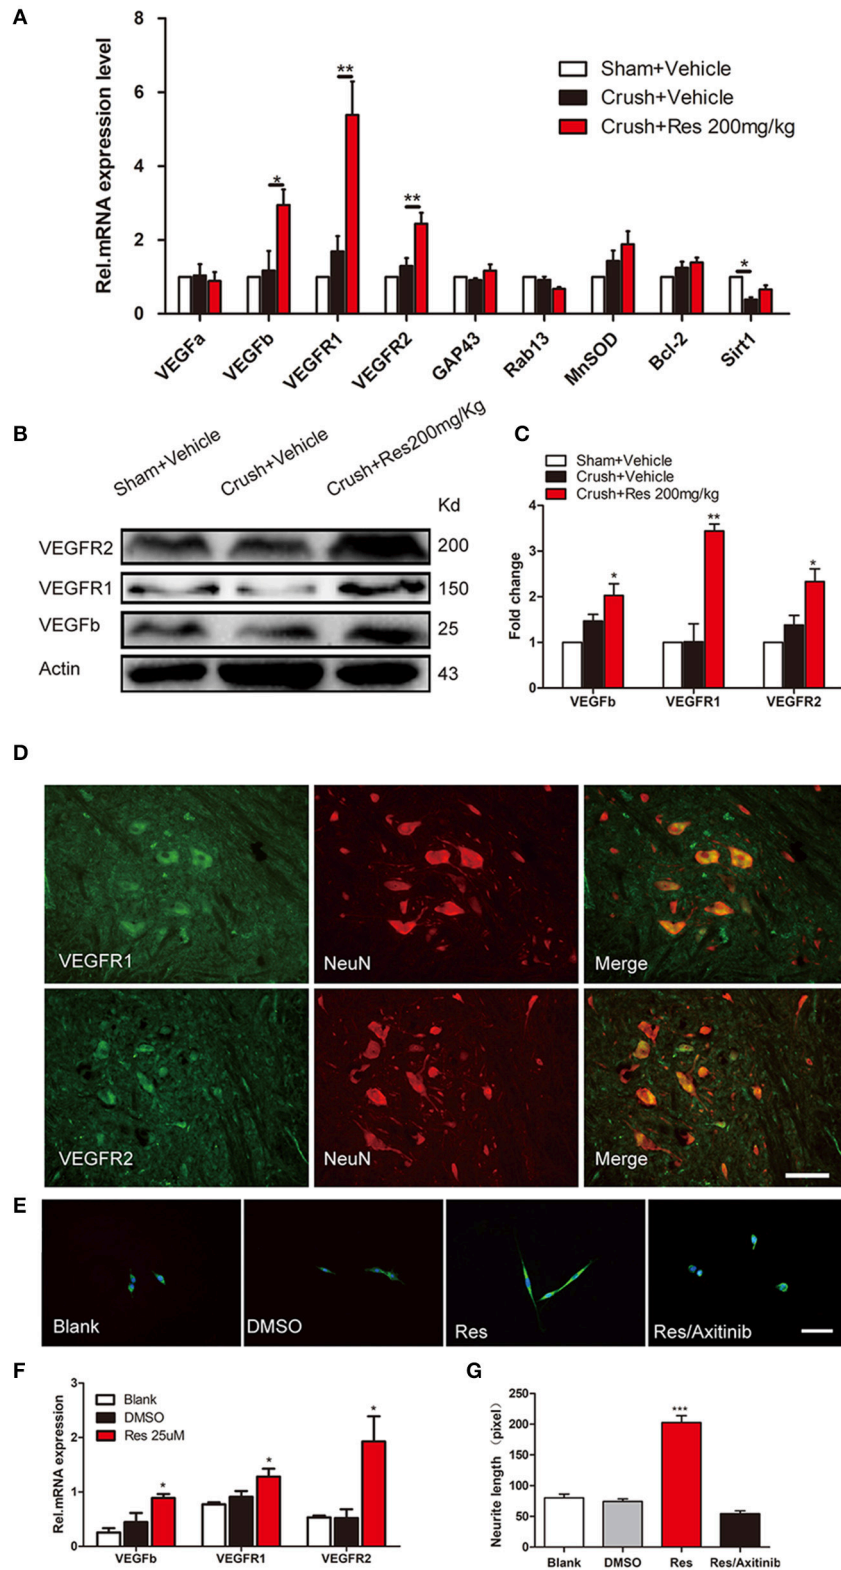 A
Rel.mRNA expression level
8
6
4
2
0
Sham+Vehicle
Crush+Vehicle
Crush+Res 200mg/kg
*
**
**
*
VEGFa
VEGFb
VEGFR1
VEGFR2
GAP43
Rab13
MnSOD
Bcl-2
Sirt1
B
Sham+Vehicle
Crush+Vehicle
Crush+Res200mg/Kg
Kd
VEGFR2
200
VEGFR1
150
VEGFb
25
Actin
43
C
Sham+Vehicle
Crush+Vehicle
Crush+Res 200mg/kg
Fold change
4
3
2
1
0
*
**
*
VEGFb
VEGFR1
VEGFR2
D
VEGFR1
NeuN
Merge
VEGFR2
NeuN
Merge
E
Blank
DMSO
Res
Res/Axitinib
F
Rel.mRNA expression
3
2
1
0
Blank
DMSO
Res 25uM
*
*
*
VEGFb
VEGFR1
VEGFR2
G
Neurite length（pixel）
250
200
150
100
50
0
***
Blank
DMSO
Res
Res/Axitinib